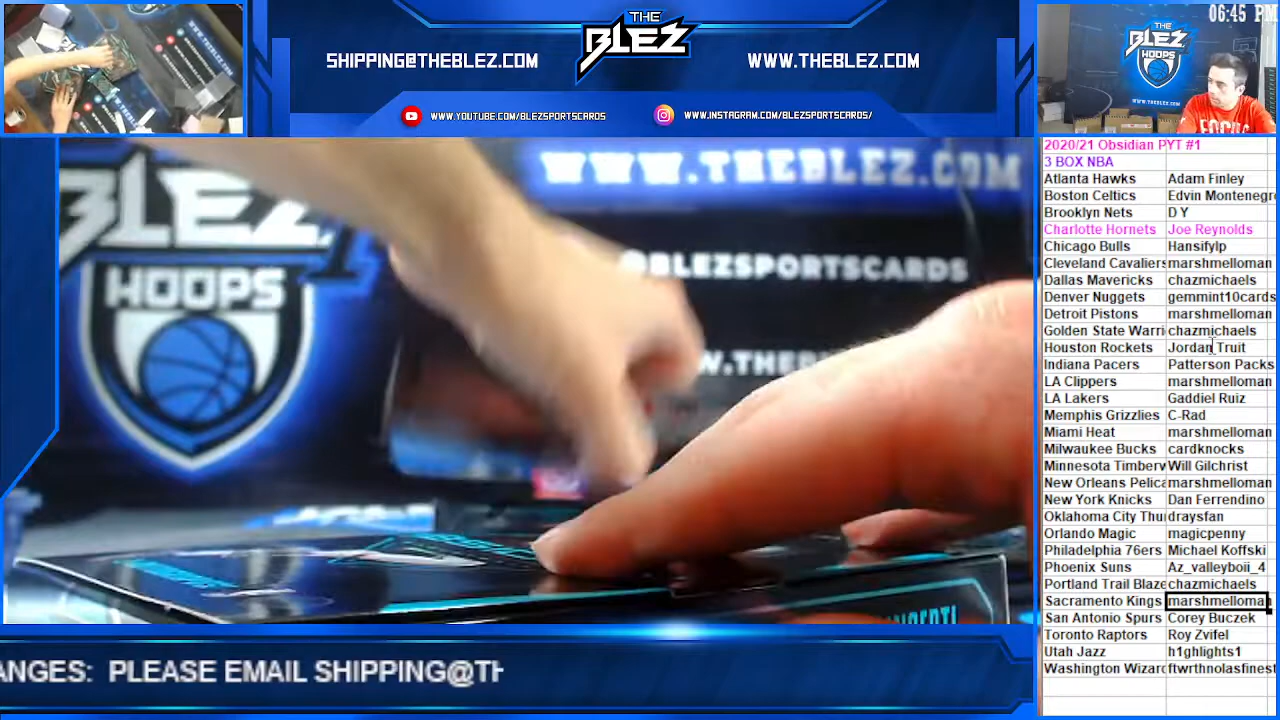 06:45 PM
THE
BLEZ
SHIPPING@THEBLEZ.COM
WWW.THEBLEZ.COM
WWW.YOUTUBE.COM/BLEZSPORTSCARDS
WWW.INSTAGRAM.COM/BLEZSPORTSCARDS/
BLEZ
HOOPS
WWW.THEBLEZ.COM
FOCUS
2020/21 Obsidian PYT #1
3 BOX NBA
Atlanta Hawks Adam Finley
Boston Celtics Edvin Montenegr
Brooklyn Nets D Y
Charlotte Hornets Joe Reynolds
Chicago Bulls Hansifylp
Cleveland Cavaliers marshmelloman
Dallas Mavericks chazmichaels
Denver Nuggets gemmint10cards
Detroit Pistons marshmelloman
Golden State Warri chazmichaels
Houston Rockets Jordan Truit
Indiana Pacers Patterson Packs
LA Clippers marshmelloman
LA Lakers Gaddiel Ruiz
Memphis Grizzlies C-Rad
Miami Heat marshmelloman
Milwaukee Bucks cardknocks
Minnesota Timberw Will Gilchrist
New Orleans Pelica marshmelloman
New York Knicks Dan Ferrendino
Oklahoma City Thu draysfan
Orlando Magic magicpenny
Philadelphia 76ers Michael Koffski
Phoenix Suns Az_valleyboii_4
Portland Trail Blaze chazmichaels
Sacramento Kings marshmelloman
San Antonio Spurs Corey Buczek
Toronto Raptors Roy Zvifel
Utah Jazz h1ghlights1
Washington Wizard ftwrthnolasfinest
WWW.THEBLEZ.COM
BLEZ
HOOPS
@BLEZSPORTSCARDS
WW.THEB
ANGES: PLEASE EMAIL SHIPPING@TH